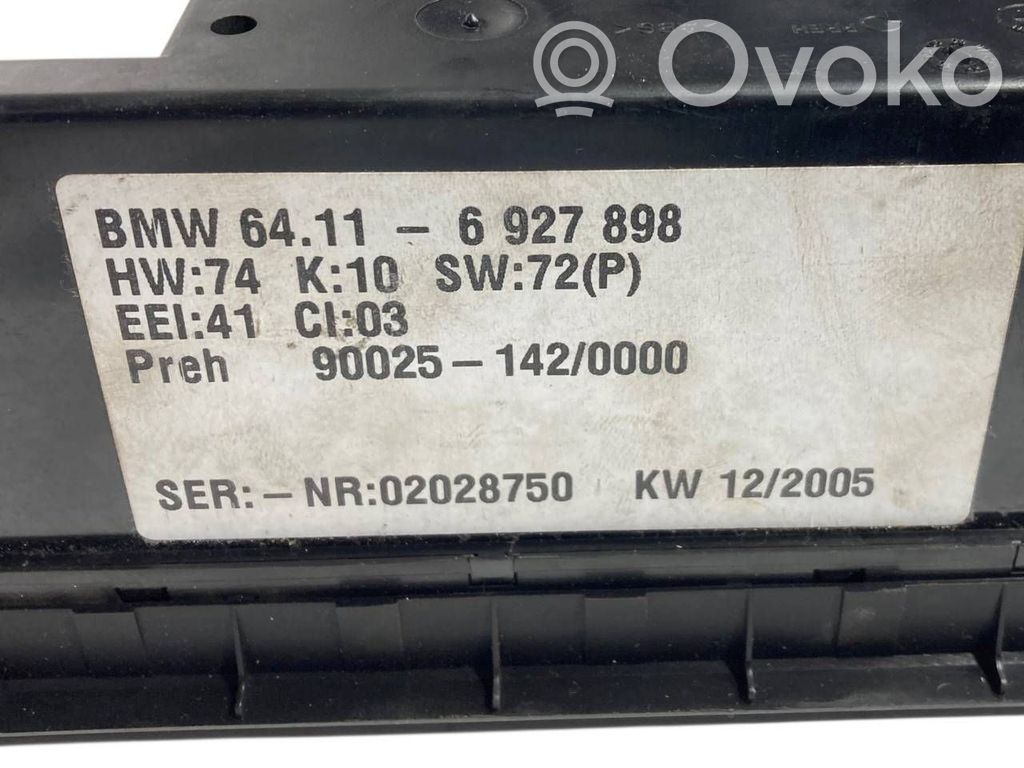 Ovoko
BMW 64.11 - 6 927 898
HW:74 K:10 SW:72(P)
EEI:41 CI:03
Preh 90025-142/0000
SER:-NR:02028750 KW 12/2005